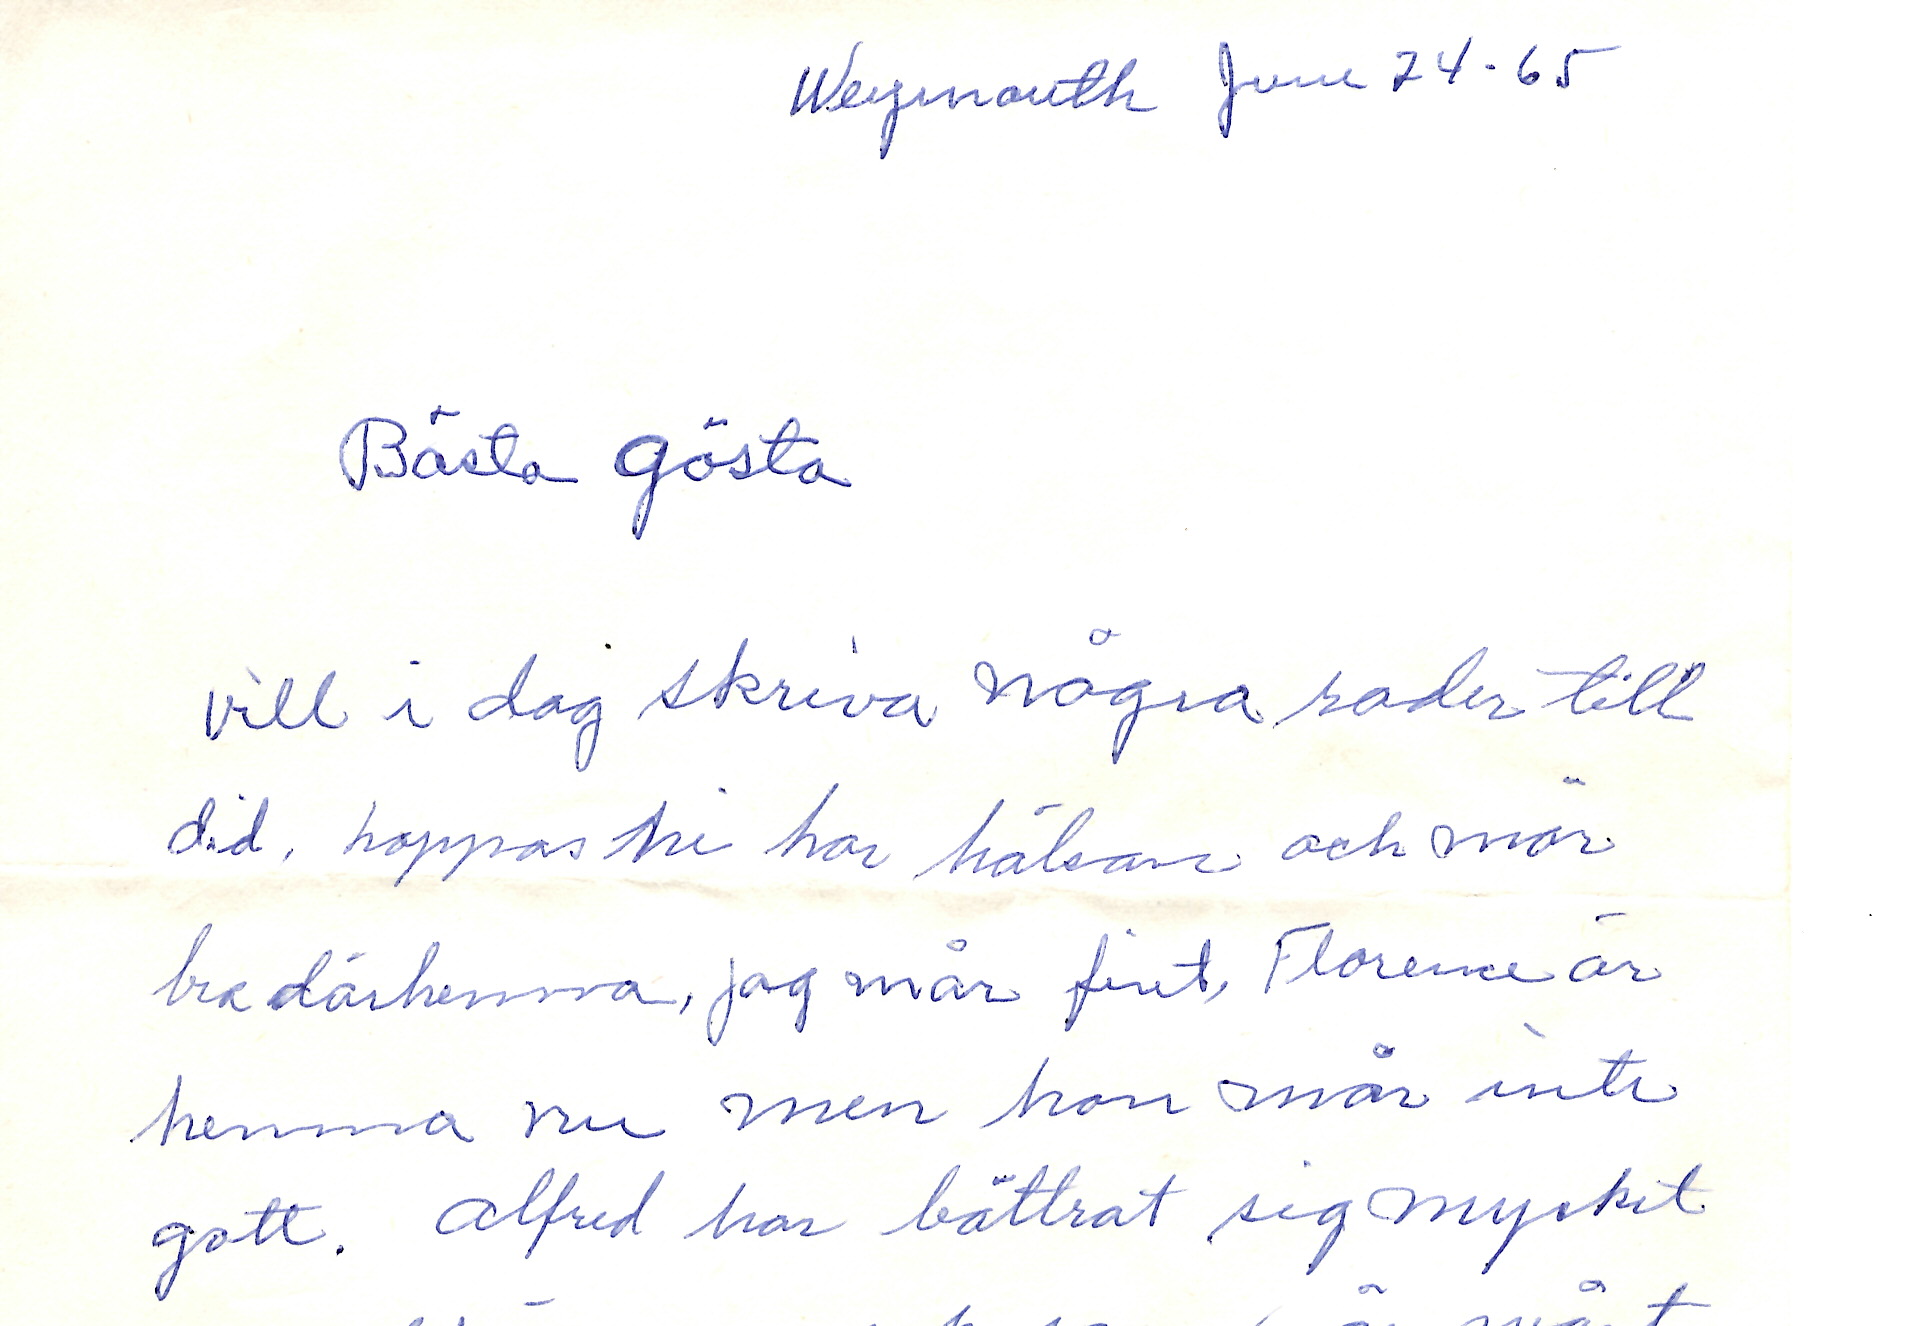 Weymouth June 24-65
Bästa Gösta
vill i dag skriva några rader till
did, hoppas Ni har hälsan och mår
bra därhemma, jag mår fint, Florence är
hemma nu men hon mår inte
gott. Alfred har bättrat sig mycket